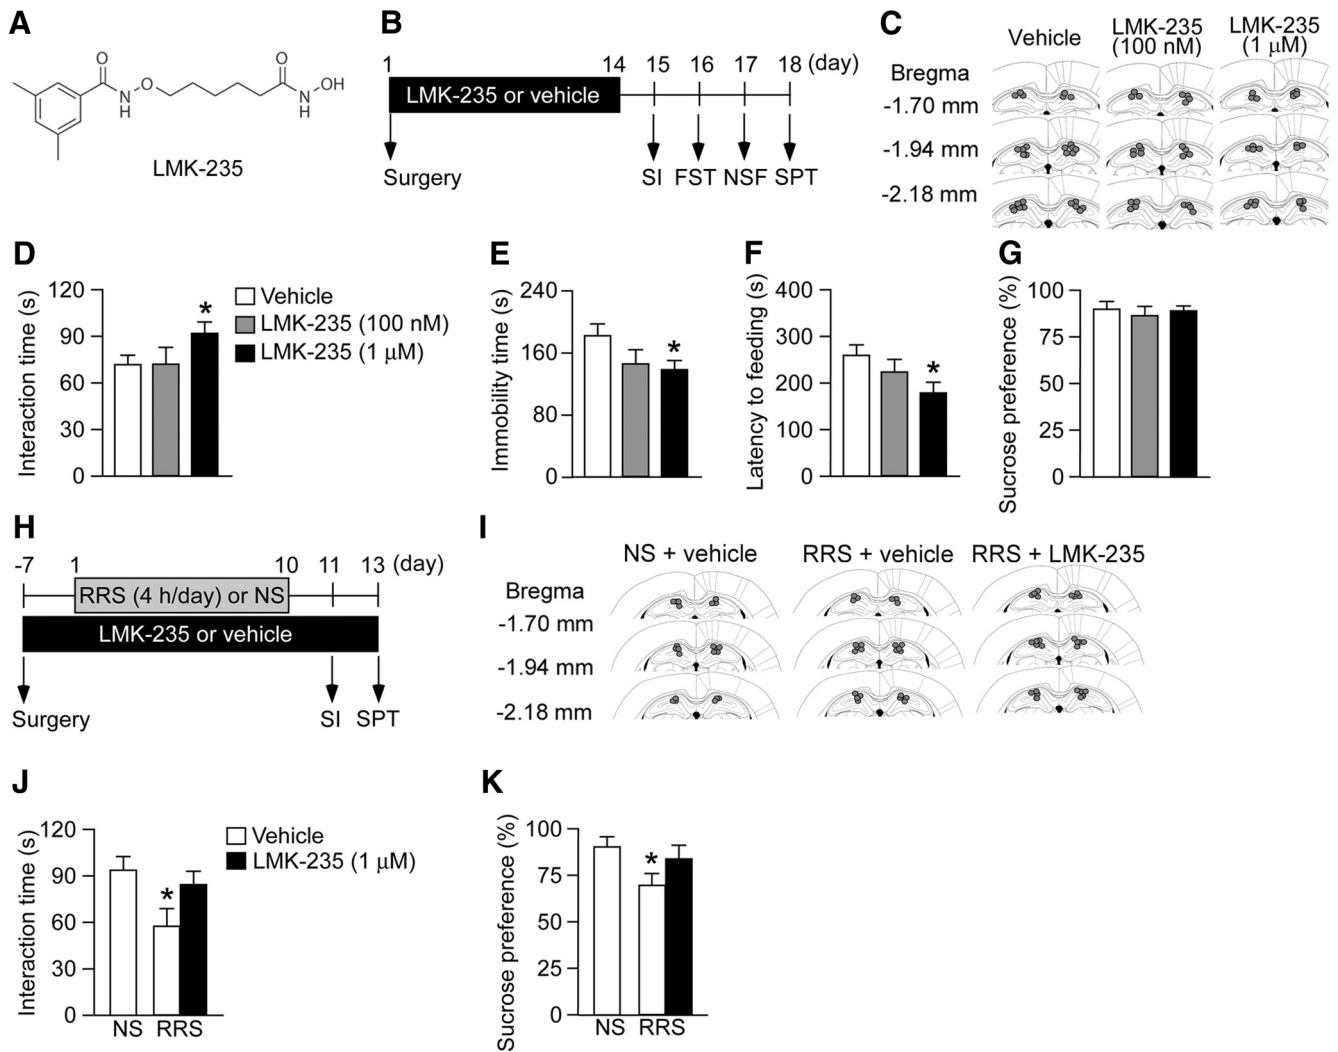 A
O
O
N
H
O
N
H
OH
LMK-235
B
1 14 15 16 17 18 (day)
LMK-235 or vehicle
Surgery SI FST NSF SPT
C
Vehicle LMK-235 (100 nM) LMK-235 (1 µM)
Bregma
-1.70 mm
-1.94 mm
-2.18 mm
D
Interaction time (s)
120
90
60
30
0
*
Vehicle
LMK-235 (100 nM)
LMK-235 (1 µM)
E
Immobility time (s)
240
160
80
0
*
F
Latency to feeding (s)
400
300
200
100
0
*
G
Sucrose preference (%)
100
75
50
25
0
H
-7 1 10 11 13 (day)
RRS (4 h/day) or NS
LMK-235 or vehicle
Surgery SI SPT
I
NS + vehicle RRS + vehicle RRS + LMK-235
Bregma
-1.70 mm
-1.94 mm
-2.18 mm
J
Interaction time (s)
120
90
60
30
0
*
NS RRS
Vehicle
LMK-235 (1 µM)
K
Sucrose preference (%)
100
75
50
25
0
*
NS RRS